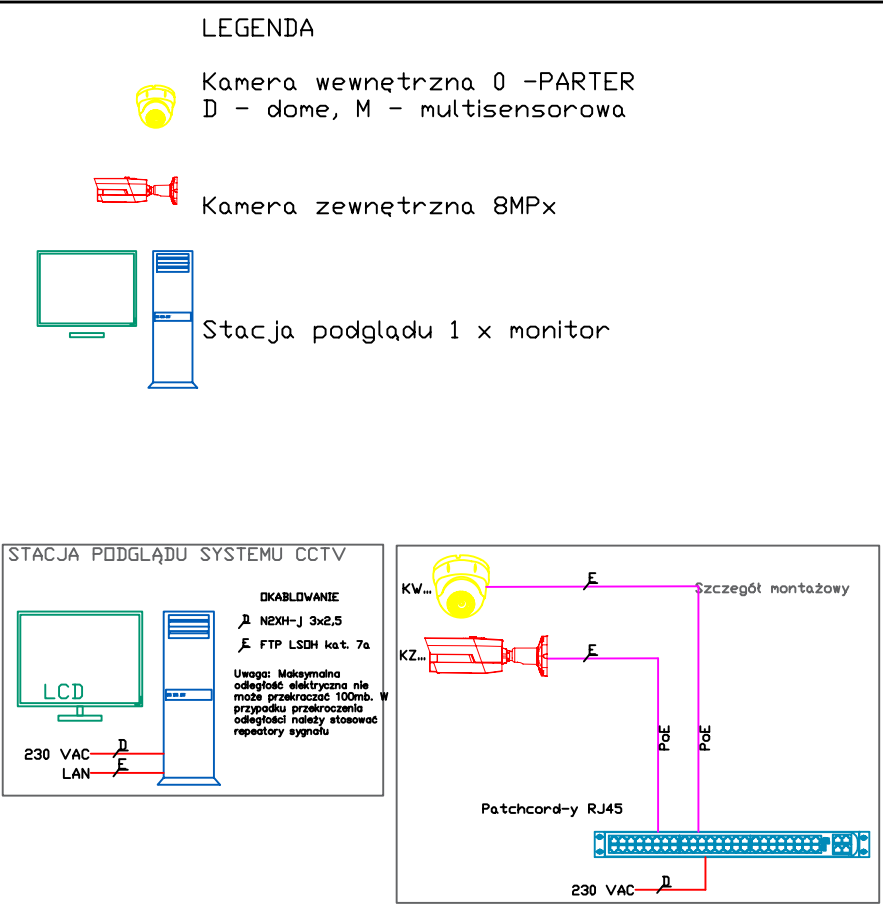 LEGENDA
Kamera wewnętrzna 0 -PARTER
D - dome, M - multisensorowa
Kamera zewnętrzna 8MPx
Stacja podglądu 1 x monitor
STACJA PODGLĄDU SYSTEMU CCTV
OKABLOWANIE
D N2XH-J 3x2,5
E FTP LSOH kat. 7a
Uwaga: Maksymalna
odległość elektryczna nie
może przekraczać 100mb. W
przypadku przekroczenia
odległości należy stosować
repeatory sygnału
LCD
230 VAC D
LAN E
KW... E
Szczegół montażowy
KZ... E
PoE PoE
Patchcord-y RJ45
230 VAC D